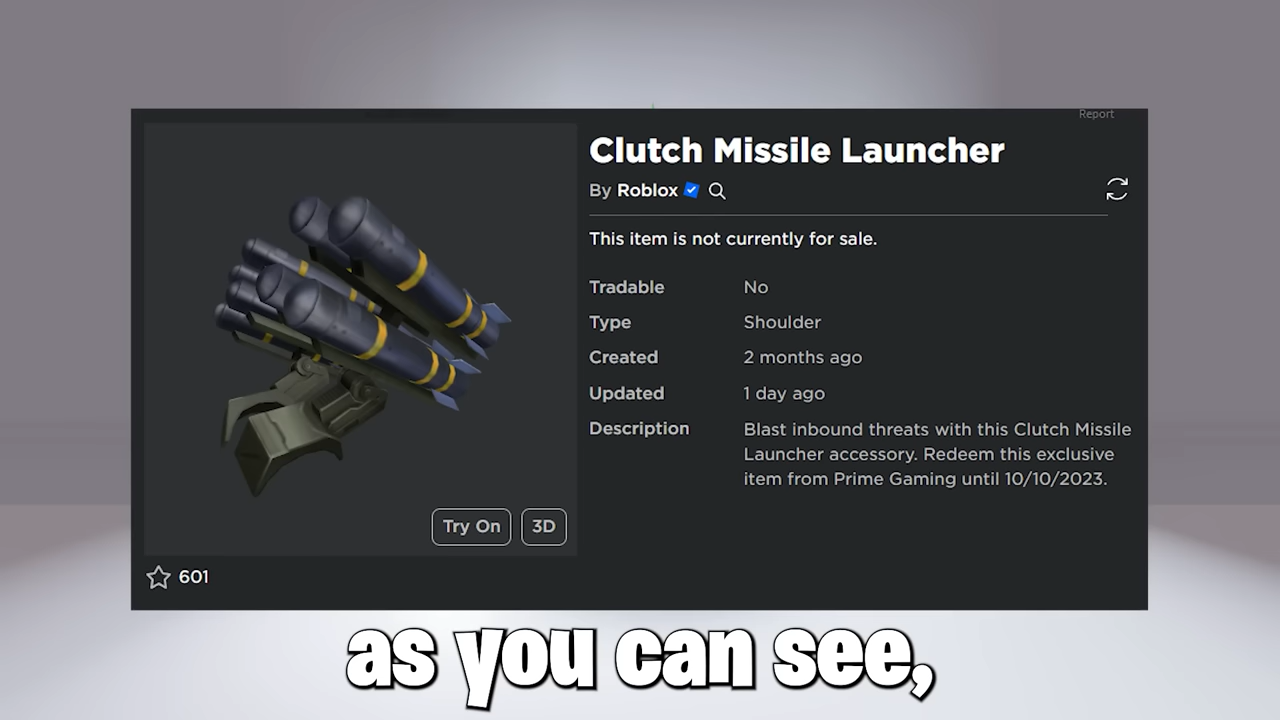 Report
Clutch Missile Launcher
By Roblox
This item is not currently for sale.
Tradable No
Type Shoulder
Created 2 months ago
Updated 1 day ago
Description Blast inbound threats with this Clutch Missile
Launcher accessory. Redeem this exclusive
item from Prime Gaming until 10/10/2023.
Try On 3D
601
as you can see,